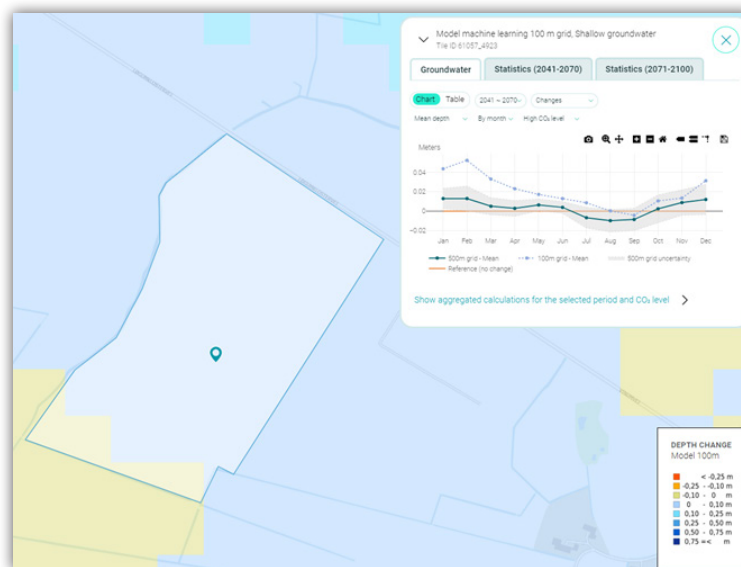 Model machine learning 100 m grid, Shallow groundwater
Tile ID 61057_4923
Groundwater
Statistics (2041-2070)
Statistics (2071-2100)
Chart
Table
2041 – 2070
Changes
Mean depth
By month
High CO₂ level
Meters
0.04
0.02
0
-0.02
Jan Feb Mar Apr May Jun Jul Aug Sep Oct Nov Dec
500m grid - Mean
100m grid - Mean
500m grid uncertainty
Reference (no change)
Show aggregated calculations for the selected period and CO₂ level
DEPTH CHANGE
Model 100m
< -0,25 m
-0,25 - -0,10 m
-0,10 - 0 m
0 - 0,10 m
0,10 - 0,25 m
0,25 - 0,50 m
0,50 - 0,75 m
0,75 =< m